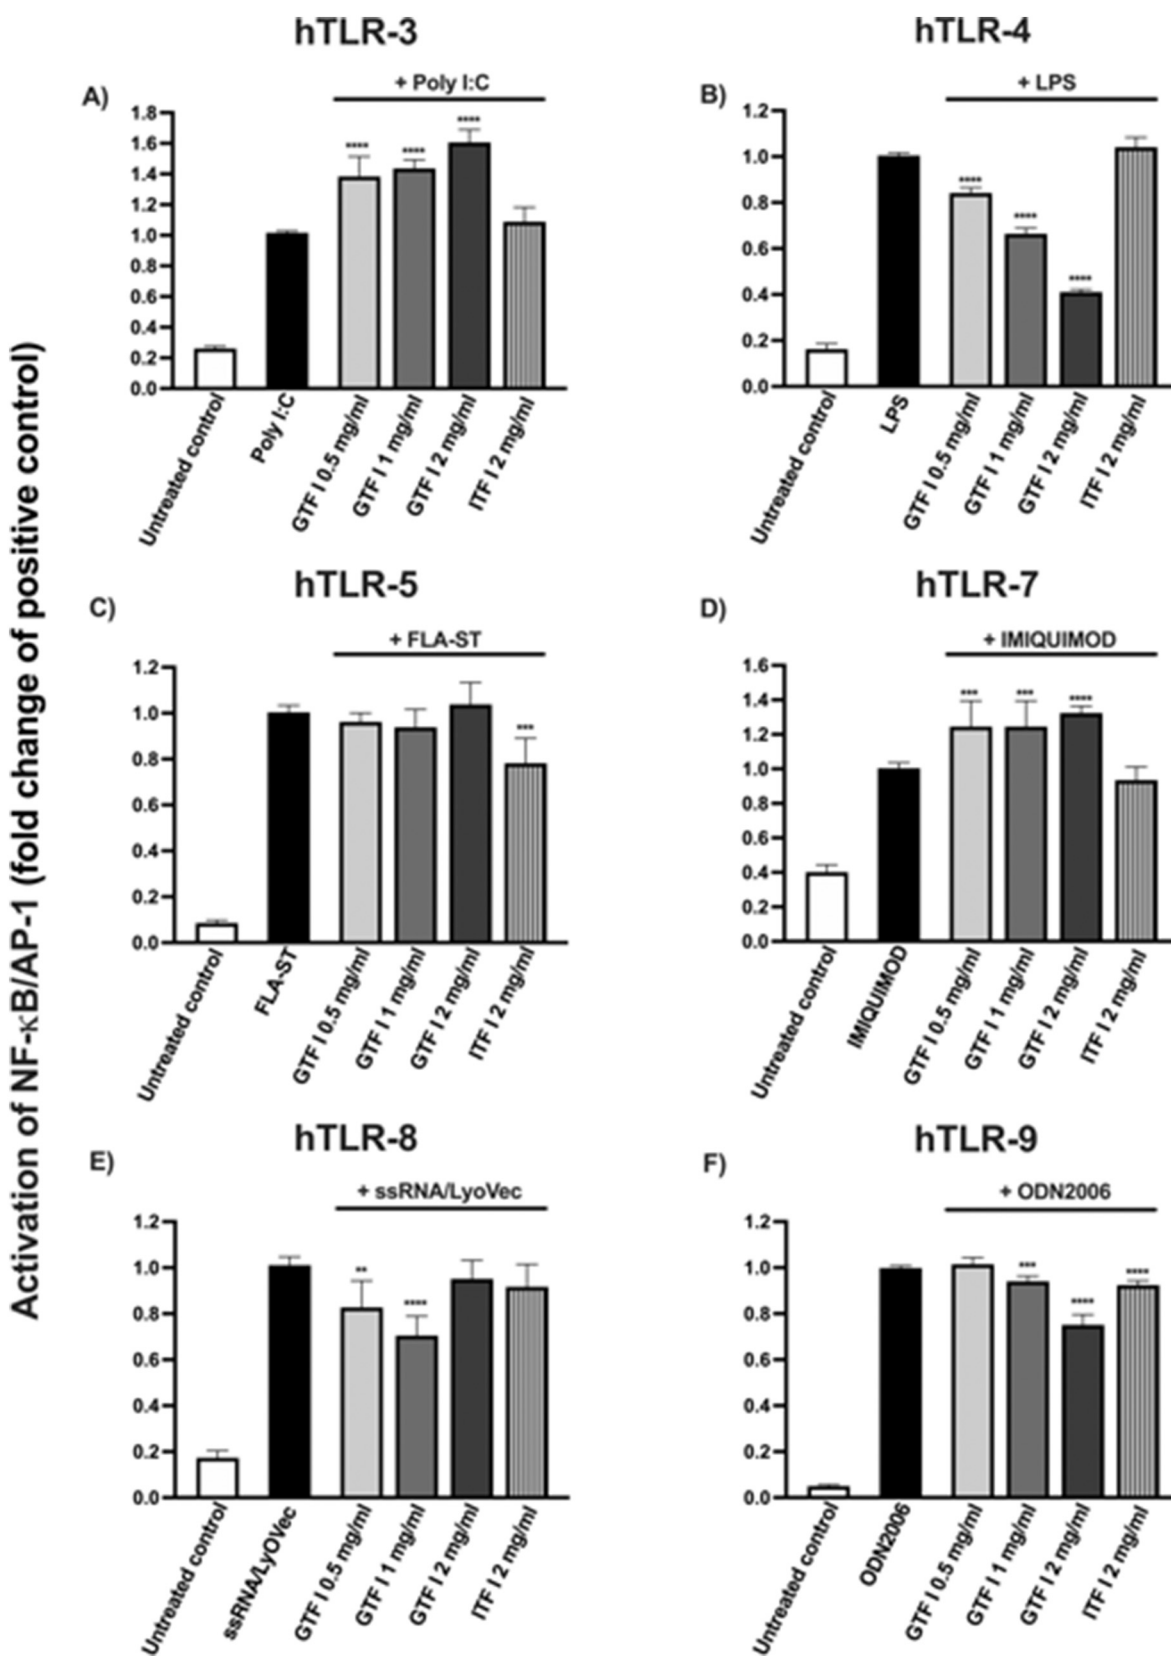 Activation of NF-κB/AP-1 (fold change of positive control)
hTLR-3
A)
+ Poly I:C
1.8
1.6
1.4
1.2
1.0
0.8
0.6
0.4
0.2
0.0
****
****
****
Untreated control
Poly I:C
GTF I 0.5 mg/ml
GTF I 1 mg/ml
GTF I 2 mg/ml
ITF I 2 mg/ml
hTLR-4
B)
+ LPS
1.2
1.0
0.8
0.6
0.4
0.2
0.0
****
****
****
Untreated control
LPS
GTF I 0.5 mg/ml
GTF I 1 mg/ml
GTF I 2 mg/ml
ITF I 2 mg/ml
hTLR-5
C)
+ FLA-ST
1.2
1.0
0.8
0.6
0.4
0.2
0.0
***
Untreated control
FLA-ST
GTF I 0.5 mg/ml
GTF I 1 mg/ml
GTF I 2 mg/ml
ITF I 2 mg/ml
hTLR-7
D)
+ IMIQUIMOD
1.6
1.4
1.2
1.0
0.8
0.6
0.4
0.2
0.0
***
***
****
Untreated control
IMIQUIMOD
GTF I 0.5 mg/ml
GTF I 1 mg/ml
GTF I 2 mg/ml
ITF I 2 mg/ml
hTLR-8
E)
+ ssRNA/LyoVec
1.2
1.0
0.8
0.6
0.4
0.2
0.0
**
****
Untreated control
ssRNA/LyOVec
GTF I 0.5 mg/ml
GTF I 1 mg/ml
GTF I 2 mg/ml
ITF I 2 mg/ml
hTLR-9
F)
+ ODN2006
1.2
1.0
0.8
0.6
0.4
0.2
0.0
***
****
****
Untreated control
ODN2006
GTF I 0.5 mg/ml
GTF I 1 mg/ml
GTF I 2 mg/ml
ITF I 2 mg/ml